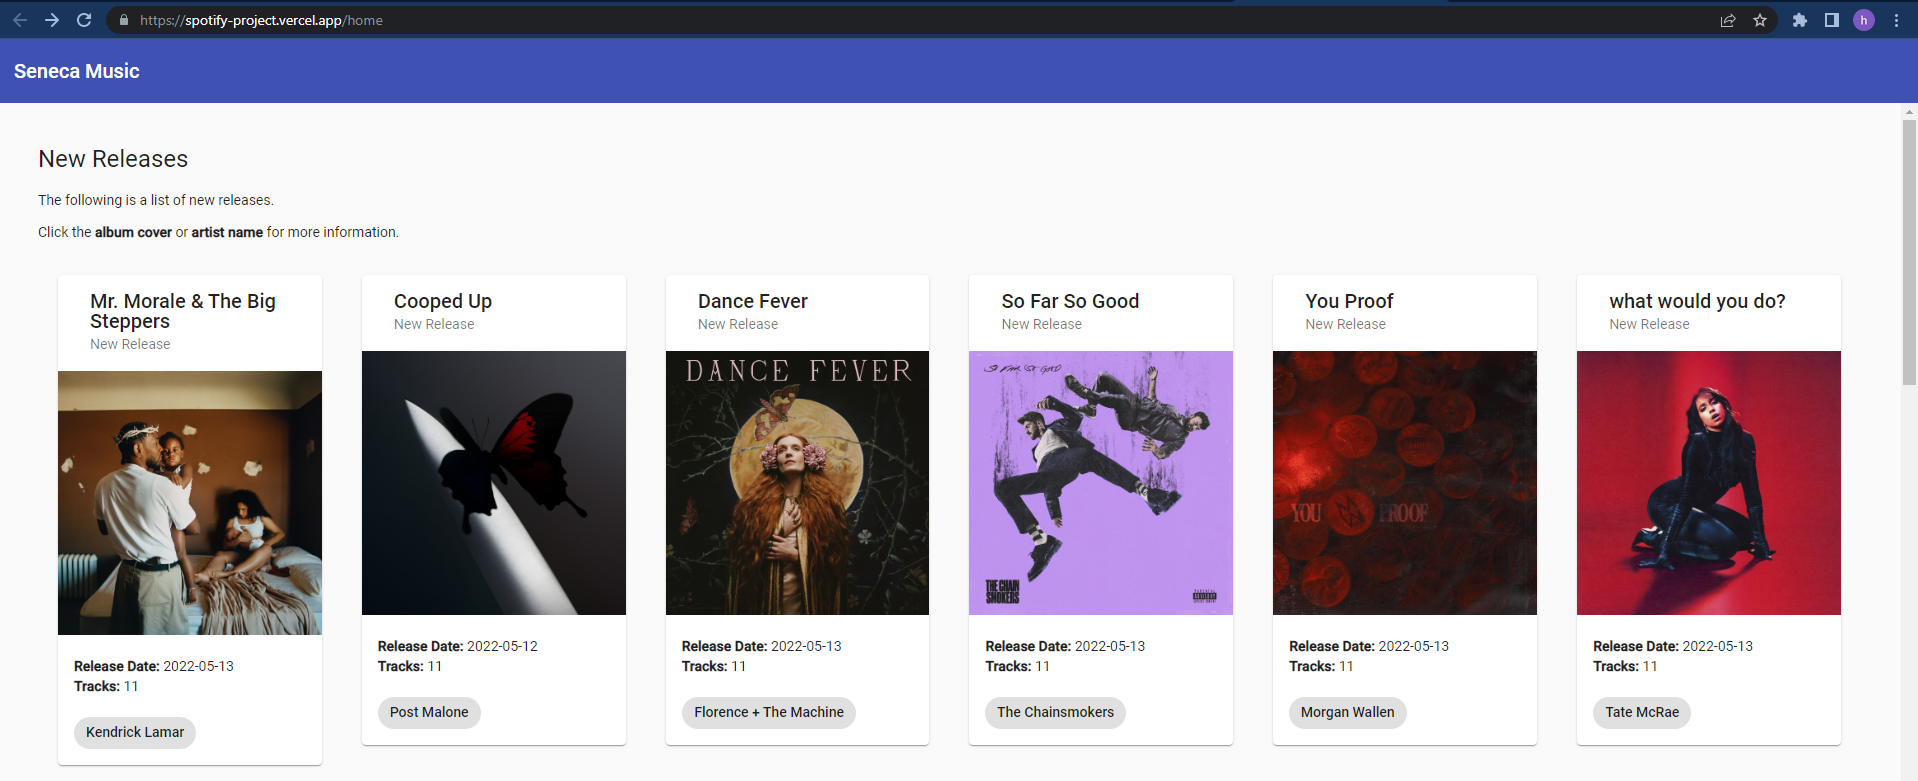 https://spotify-project.vercel.app/home
h
Seneca Music
New Releases
The following is a list of new releases.
Click the album cover or artist name for more information.
Mr. Morale & The Big
Steppers
New Release
Release Date: 2022-05-13
Tracks: 11
Kendrick Lamar
Cooped Up
New Release
Release Date: 2022-05-12
Tracks: 11
Post Malone
Dance Fever
New Release
DANCE FEVER
Release Date: 2022-05-13
Tracks: 11
Florence + The Machine
So Far So Good
New Release
SO FAR SO GOOD
THE CHAIN
SMOKERS
PARENTAL
ADVISORY
EXPLICIT CONTENT
Release Date: 2022-05-13
Tracks: 11
The Chainsmokers
You Proof
New Release
YOU PROOF
Release Date: 2022-05-13
Tracks: 11
Morgan Wallen
what would you do?
New Release
Release Date: 2022-05-13
Tracks: 11
Tate McRae